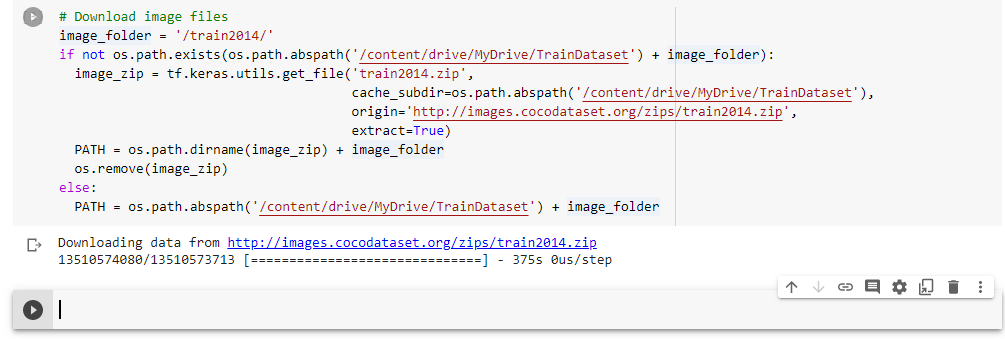 # Download image files
image_folder = '/train2014/'
if not os.path.exists(os.path.abspath('/content/drive/MyDrive/TrainDataset') + image_folder):
  image_zip = tf.keras.utils.get_file('train2014.zip',
                                      cache_subdir=os.path.abspath('/content/drive/MyDrive/TrainDataset'),
                                      origin='http://images.cocodataset.org/zips/train2014.zip',
                                      extract=True)
  PATH = os.path.dirname(image_zip) + image_folder
  os.remove(image_zip)
else:
  PATH = os.path.abspath('/content/drive/MyDrive/TrainDataset') + image_folder
Downloading data from http://images.cocodataset.org/zips/train2014.zip
13510574080/13510573713 [==============================] - 375s 0us/step